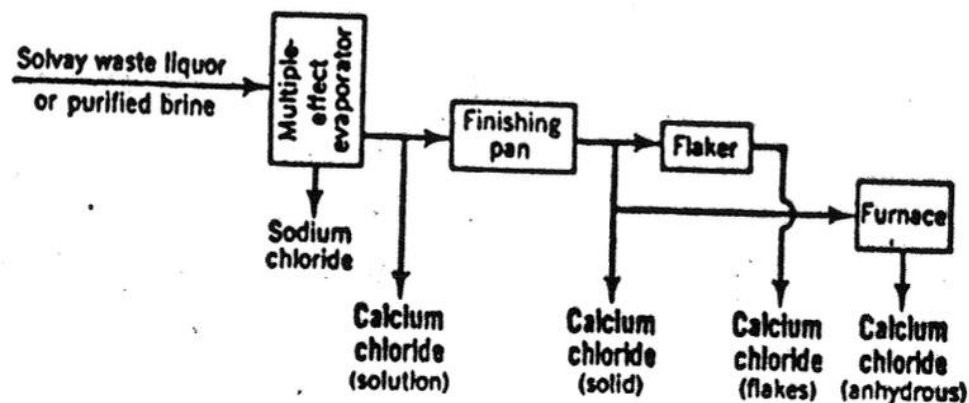 Solvay waste liquor
or purified brine
Multiple-
effect
evaporator
Finishing
pan
Flaker
Furnace
Sodium
chloride
Calcium
chloride
(solution)
Calcium
chloride
(solid)
Calcium
chloride
(flakes)
Calcium
chloride
(anhydrous)